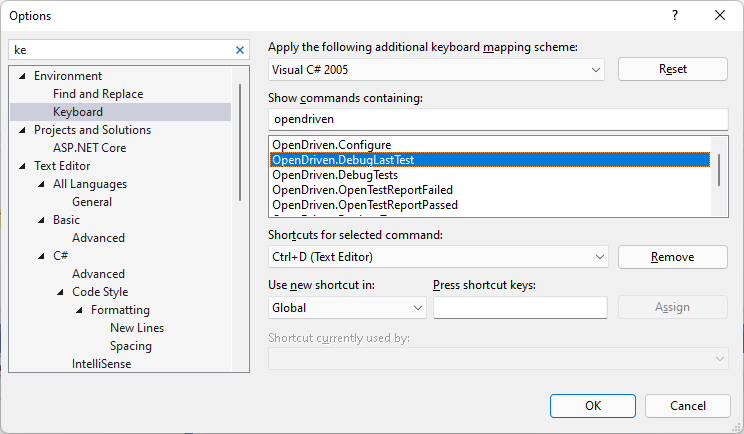 Options
?
ke
Environment
Find and Replace
Keyboard
Projects and Solutions
ASP.NET Core
Text Editor
All Languages
General
Basic
Advanced
C#
Advanced
Code Style
Formatting
New Lines
Spacing
IntelliSense
Apply the following additional keyboard mapping scheme:
Visual C# 2005
Reset
Show commands containing:
opendriven
OpenDriven.Configure
OpenDriven.DebugLastTest
OpenDriven.DebugTests
OpenDriven.OpenTestReportFailed
OpenDriven.OpenTestReportPassed
Shortcuts for selected command:
Ctrl+D (Text Editor)
Remove
Use new shortcut in:
Press shortcut keys:
Global
Assign
Shortcut currently used by:
OK
Cancel